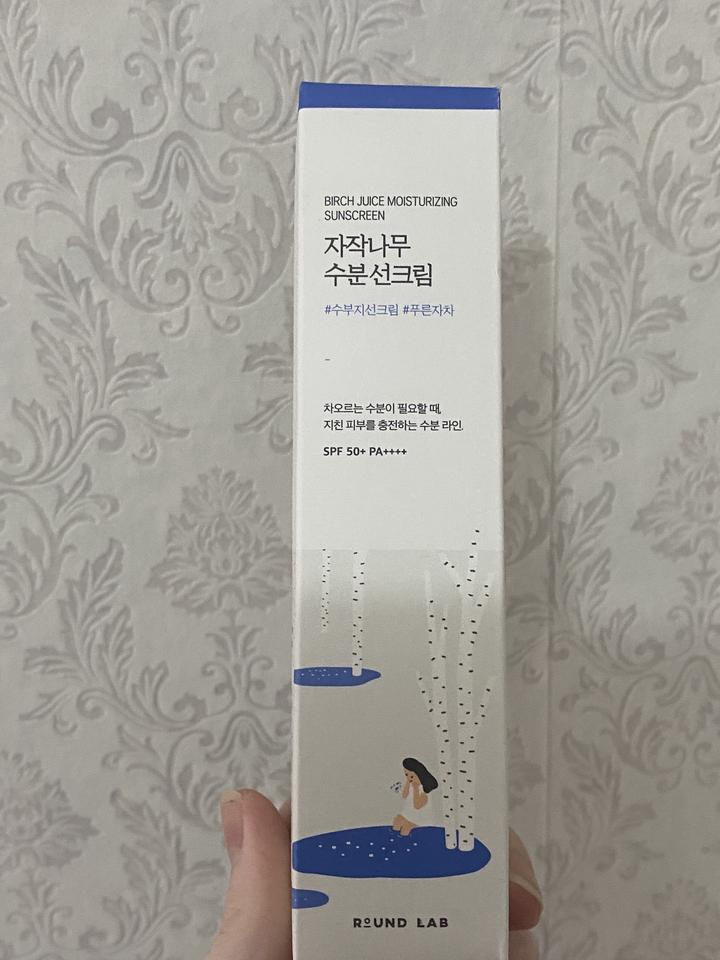 BIRCH JUICE MOISTURIZING
SUNSCREEN
자작나무
수분 선크림
#수부지선크림 #푸른자차
차오르는 수분이 필요할 때,
지친 피부를 충전하는 수분 라인.
SPF 50+ PA++++
ROUND LAB